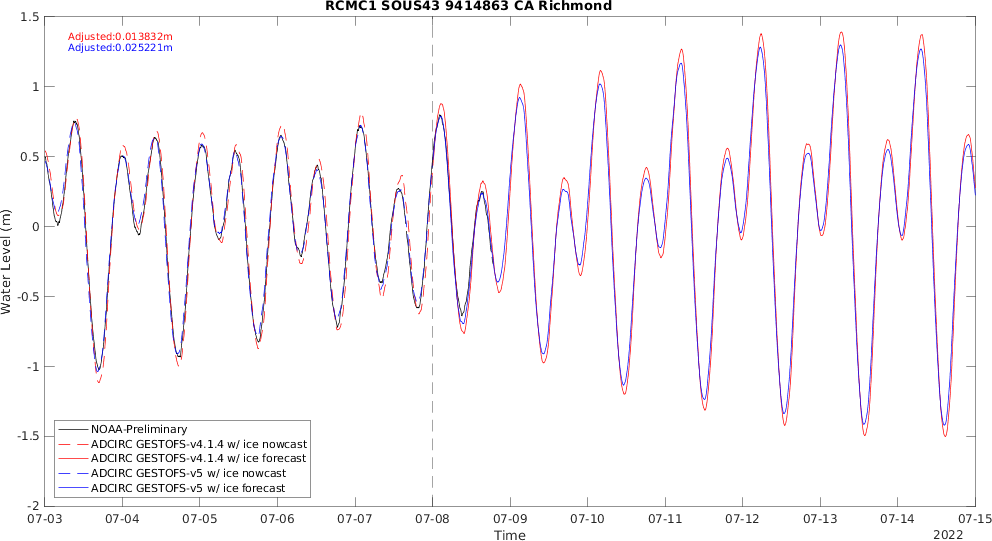 RCMC1 SOUS43 9414863 CA Richmond
Adjusted:0.013832m
Adjusted:0.025221m
1.5
1
0.5
0
-0.5
-1
-1.5
-2
Water Level (m)
NOAA-Preliminary
ADCIRC GESTOFS-v4.1.4 w/ ice nowcast
ADCIRC GESTOFS-v4.1.4 w/ ice forecast
ADCIRC GESTOFS-v5 w/ ice nowcast
ADCIRC GESTOFS-v5 w/ ice forecast
07-03 07-04 07-05 07-06 07-07 07-08 07-09 07-10 07-11 07-12 07-13 07-14 07-15
Time
2022